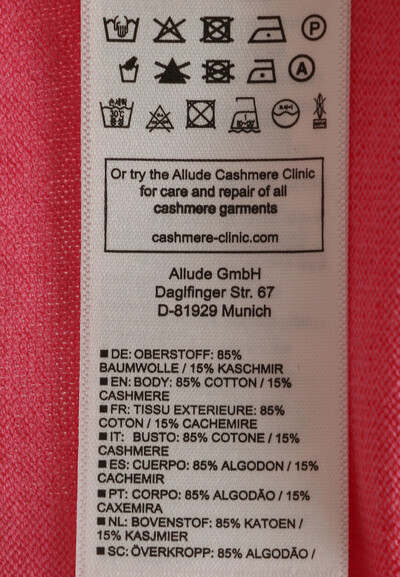 P
A
Or try the Allude Cashmere Clinic
for care and repair of all
cashmere garments
cashmere-clinic.com
Allude GmbH
Daglfinger Str. 67
D-81929 Munich
■ DE: OBERSTOFF: 85%
BAUMWOLLE / 15% KASCHMIR
■ EN: BODY: 85% COTTON / 15%
CASHMERE
■ FR: TISSU EXTERIEURE: 85%
COTON / 15% CACHEMIRE
■ IT: BUSTO: 85% COTONE / 15%
CASHMERE
■ ES: CUERPO: 85% ALGODON / 15%
CACHEMIR
■ PT: CORPO: 85% ALGODÃO / 15%
CAXEMIRA
■ NL: BOVENSTOF: 85% KATOEN /
15% KASJMIER
■ SC: ÖVERKROPP: 85% ALGODÃO /